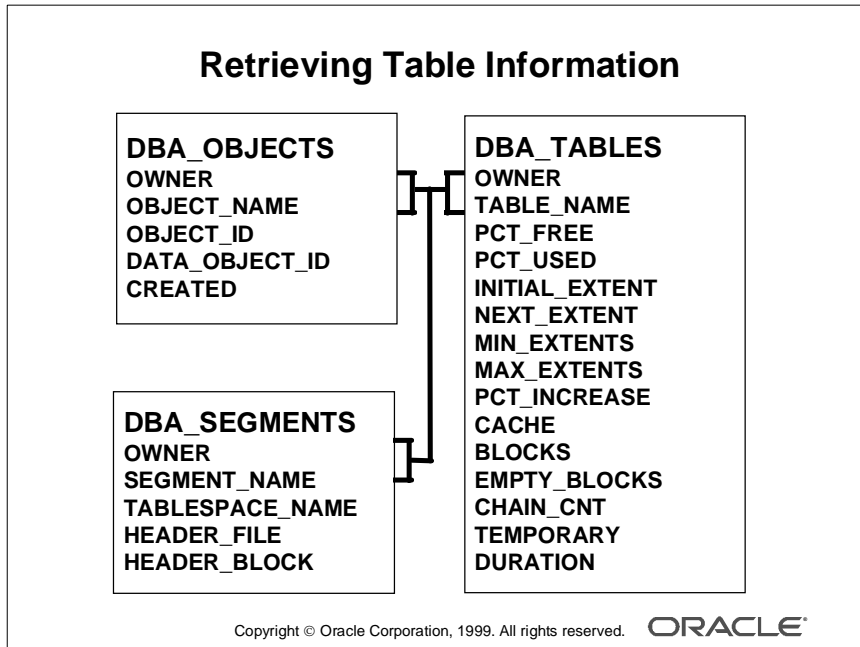 Retrieving Table Information
DBA_OBJECTS
OWNER
OBJECT_NAME
OBJECT_ID
DATA_OBJECT_ID
CREATED
DBA_SEGMENTS
OWNER
SEGMENT_NAME
TABLESPACE_NAME
HEADER_FILE
HEADER_BLOCK
DBA_TABLES
OWNER
TABLE_NAME
PCT_FREE
PCT_USED
INITIAL_EXTENT
NEXT_EXTENT
MIN_EXTENTS
MAX_EXTENTS
PCT_INCREASE
CACHE
BLOCKS
EMPTY_BLOCKS
CHAIN_CNT
TEMPORARY
DURATION
Copyright © Oracle Corporation, 1999. All rights reserved. ORACLE®